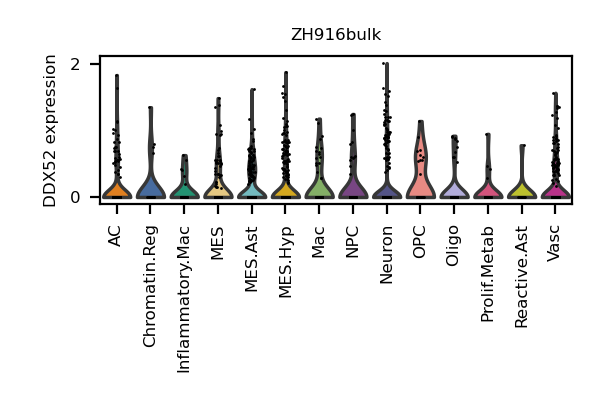 ZH916bulk
DDX52 expression
2
0
AC
Chromatin.Reg
Inflammatory.Mac
MES
MES.Ast
MES.Hyp
Mac
NPC
Neuron
OPC
Oligo
Prolif.Metab
Reactive.Ast
Vasc